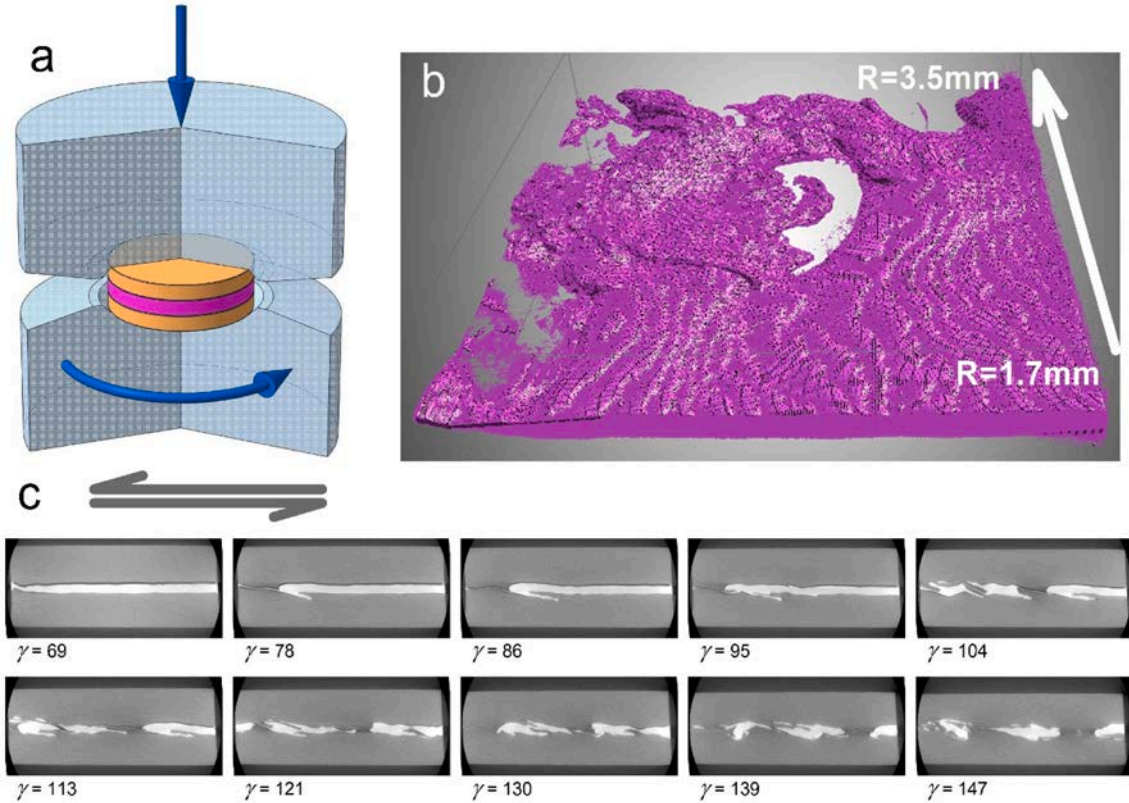 a
b
R=3.5mm
R=1.7mm
c
γ = 69
γ = 78
γ = 86
γ = 95
γ = 104
γ = 113
γ = 121
γ = 130
γ = 139
γ = 147